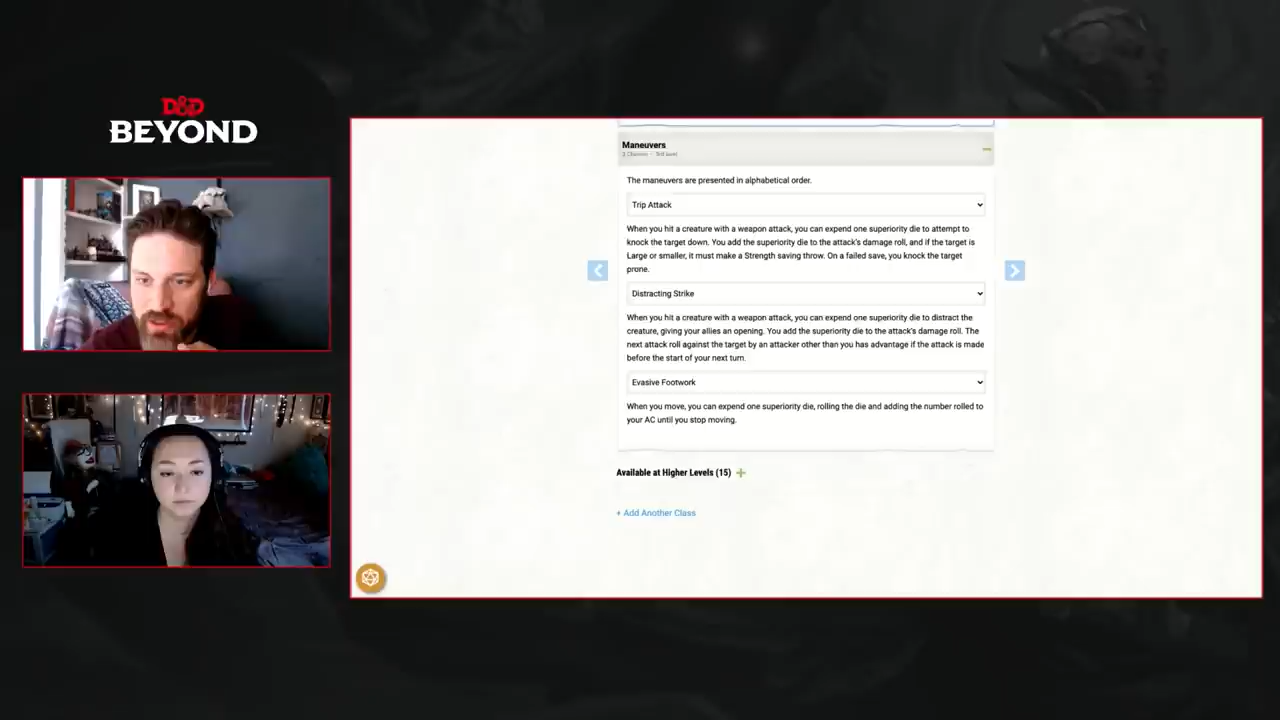 D&D
BEYOND
Maneuvers
The maneuvers are presented in alphabetical order.
Trip Attack
When you hit a creature with a weapon attack, you can expend one superiority die to attempt to
knock the target down. You add the superiority die to the attack's damage roll, and if the target is
Large or smaller, it must make a Strength saving throw. On a failed save, you knock the target
prone.
Distracting Strike
When you hit a creature with a weapon attack, you can expend one superiority die to distract the
creature, giving your allies an opening. You add the superiority die to the attack's damage roll. The
next attack roll against the target by an attacker other than you has advantage if the attack is made
before the start of your next turn.
Evasive Footwork
When you move, you can expend one superiority die, rolling the die and adding the number rolled to
your AC until you stop moving.
Available at Higher Levels (15) +
+ Add Another Class